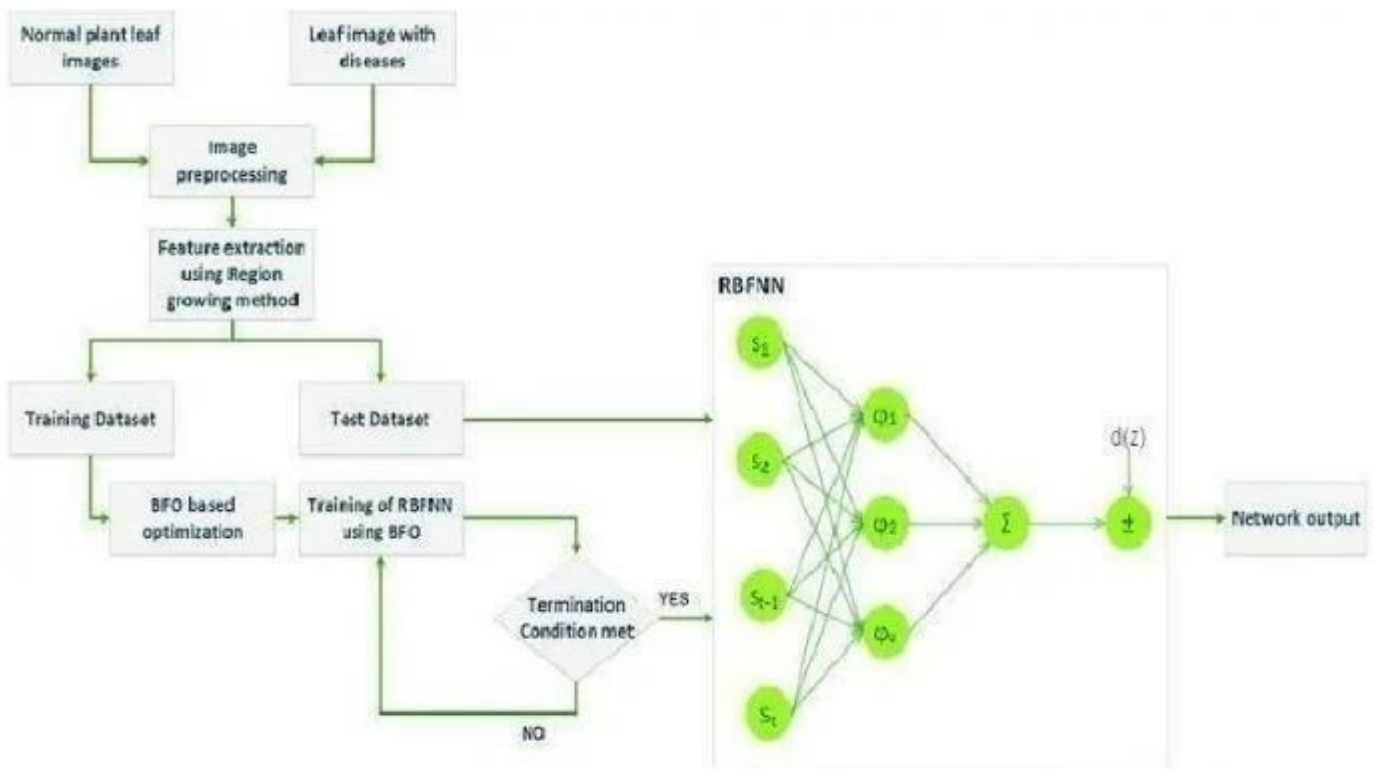 Normal plant leaf
images
Leaf image with
diseases
Image
preprocessing
Feature extraction
using Region
growing method
Training Dataset
Test Dataset
BFO based
optimization
Training of RBFNN
using BFO
Termination
Condition met
YES
NO
RBFNN
S1
S2
St-1
St
φ1
φ2
Σ
d(z)
±
Network output